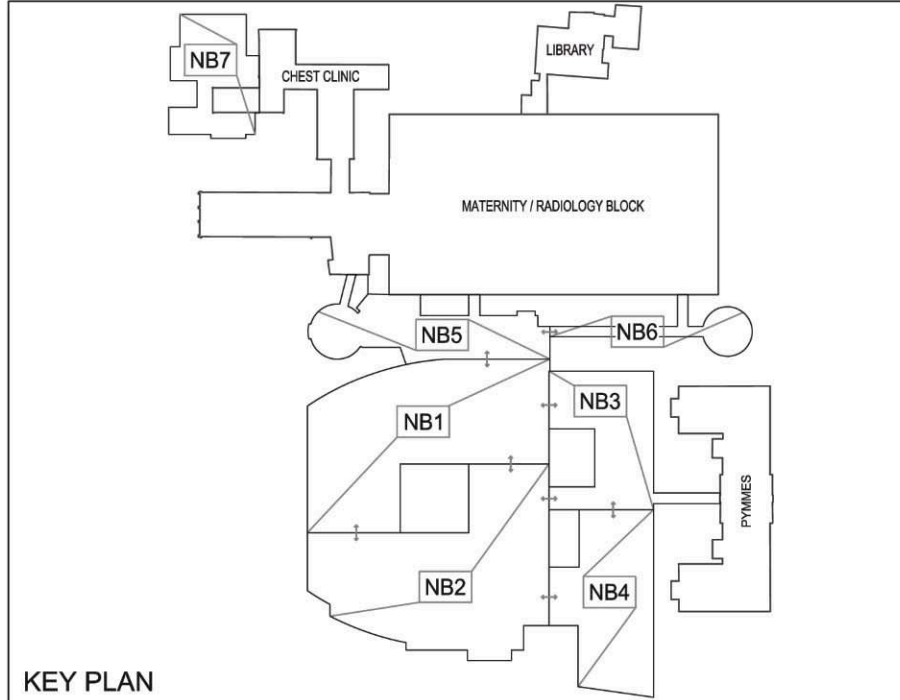 NB7
CHEST CLINIC
LIBRARY
MATERNITY / RADIOLOGY BLOCK
NB5
NB6
NB1
NB3
NB2
NB4
PYMMES
KEY PLAN